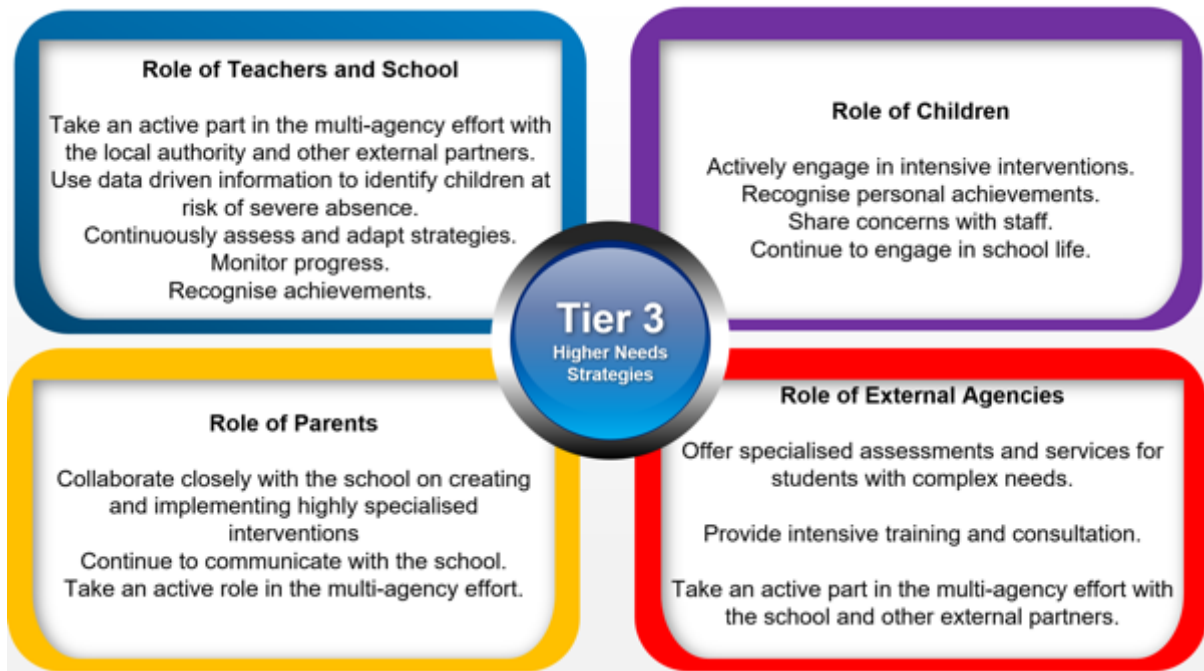 Role of Teachers and School
Take an active part in the multi-agency effort with
the local authority and other external partners.
Use data driven information to identify children at
risk of severe absence.
Continuously assess and adapt strategies.
Monitor progress.
Recognise achievements.
Role of Children
Actively engage in intensive interventions.
Recognise personal achievements.
Share concerns with staff.
Continue to engage in school life.
Tier 3
Higher Needs
Strategies
Role of Parents
Collaborate closely with the school on creating
and implementing highly specialised
interventions
Continue to communicate with the school.
Take an active role in the multi-agency effort.
Role of External Agencies
Offer specialised assessments and services for
students with complex needs.
Provide intensive training and consultation.
Take an active part in the multi-agency effort with
the school and other external partners.